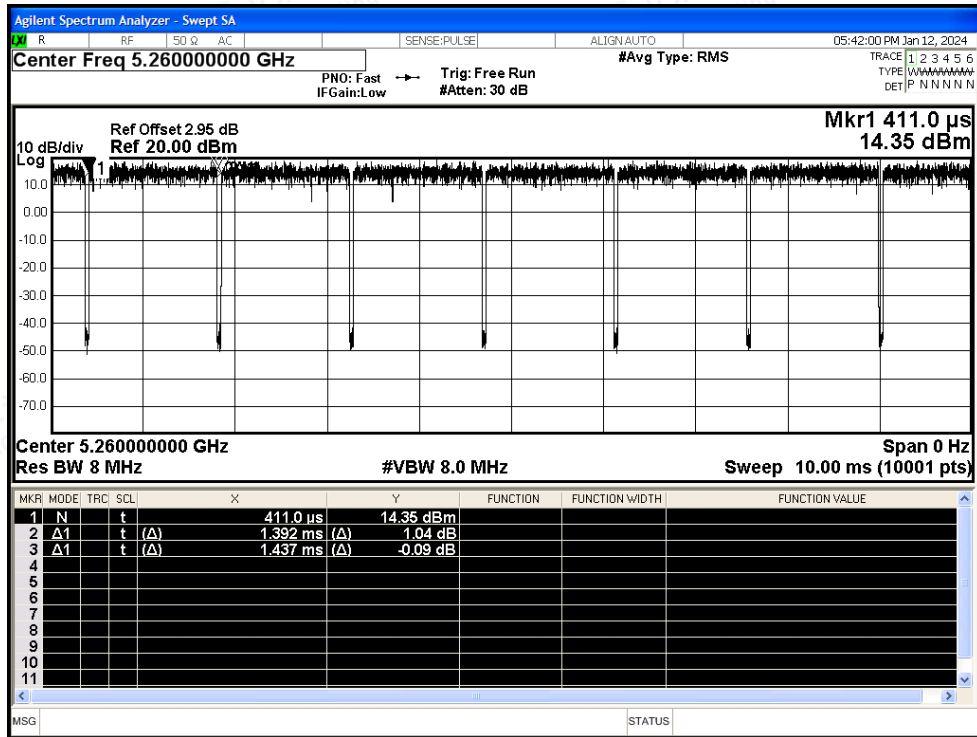 Agilent Spectrum Analyzer - Swept SA
LXI R RF 50 Ω AC SENSE:PULSE ALIGN AUTO 05:42:00 PM Jan 12, 2024
Center Freq 5.260000000 GHz
PNO: Fast
IFGain:Low
Trig: Free Run
#Atten: 30 dB
#Avg Type: RMS
TRACE 1 2 3 4 5 6
TYPE
DET P N N N N N
Mkr1 411.0 µs
14.35 dBm
Ref Offset 2.95 dB
10 dB/div Ref 20.00 dBm
Log
1
10.0
0.00
-10.0
-20.0
-30.0
-40.0
-50.0
-60.0
-70.0
Center 5.260000000 GHz Span 0 Hz
Res BW 8 MHz #VBW 8.0 MHz Sweep 10.00 ms (10001 pts)
MKR MODE TRC SCL X Y FUNCTION FUNCTION WIDTH FUNCTION VALUE
1 N t 411.0 µs 14.35 dBm
2 Δ1 t (Δ) 1.392 ms (Δ) 1.04 dB
3 Δ1 t (Δ) 1.437 ms (Δ) -0.09 dB
4
5
6
7
8
9
10
11
MSG STATUS